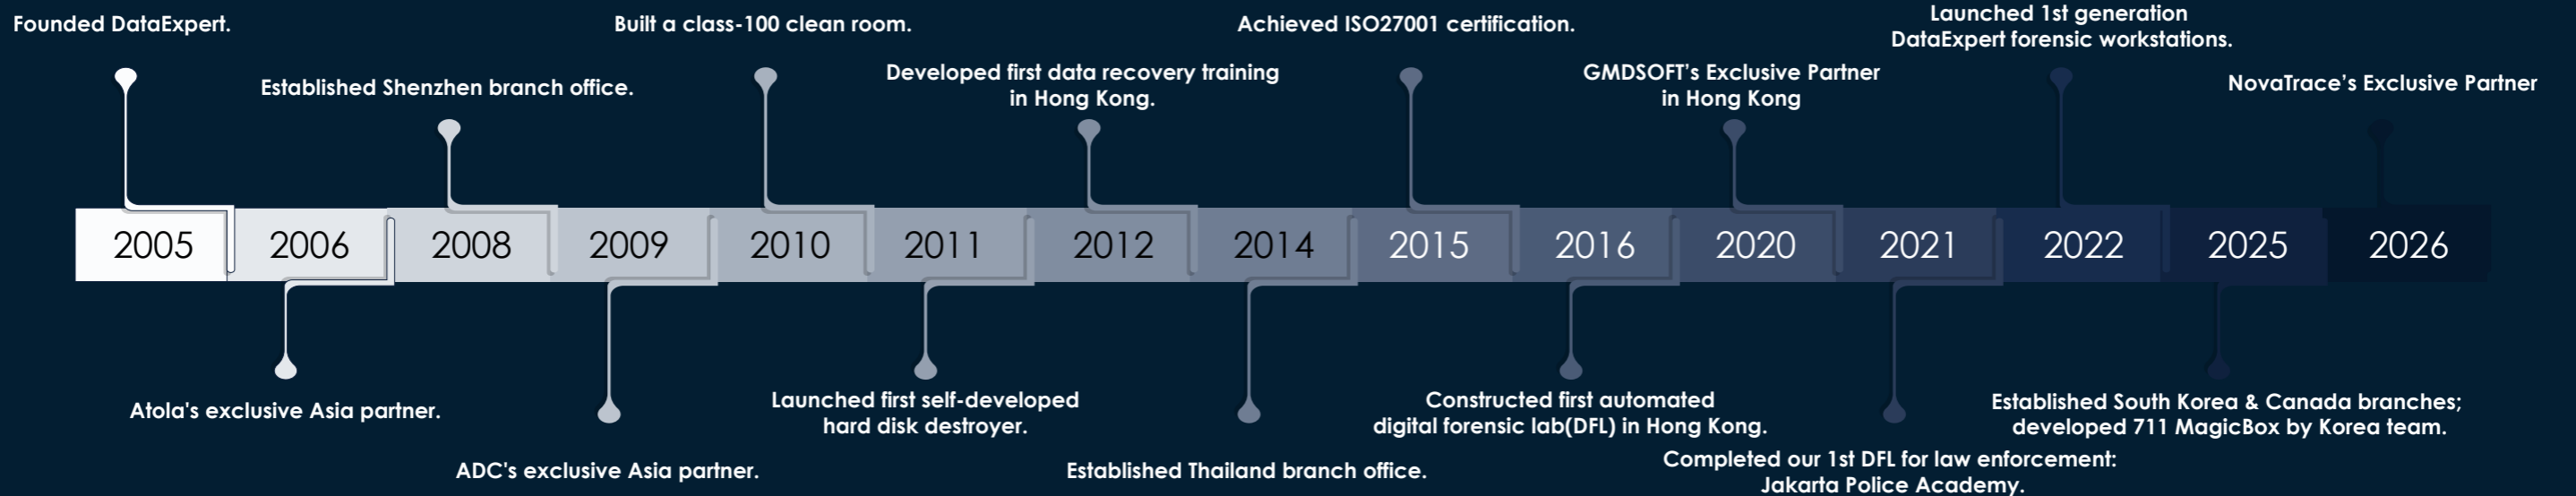 Founded DataExpert.
Built a class-100 clean room.
Achieved ISO27001 certification.
Launched 1st generation
DataExpert forensic workstations.
Established Shenzhen branch office.
Developed first data recovery training
in Hong Kong.
GMDSOFT’s Exclusive Partner
in Hong Kong
NovaTrace’s Exclusive Partner
2005 2006 2008 2009 2010 2011 2012 2014 2015 2016 2020 2021 2022 2025 2026
Atola's exclusive Asia partner.
Launched first self-developed
hard disk destroyer.
Constructed first automated
digital forensic lab(DFL) in Hong Kong.
Established South Korea & Canada branches;
developed 711 MagicBox by Korea team.
ADC's exclusive Asia partner.
Established Thailand branch office.
Completed our 1st DFL for law enforcement:
Jakarta Police Academy.